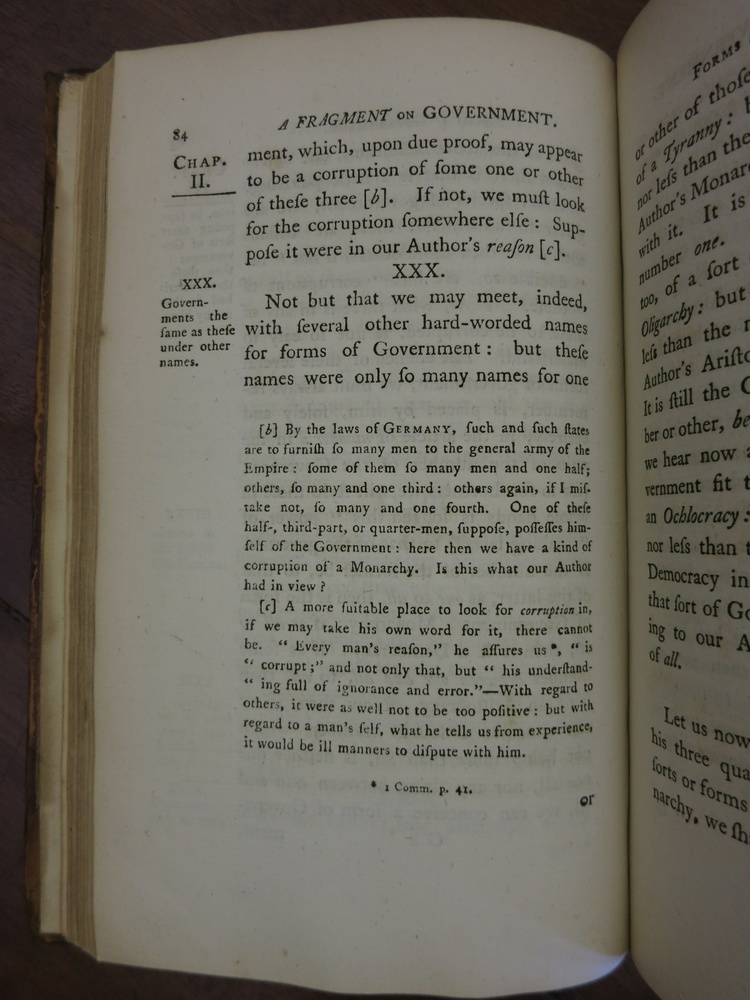 84
A FRAGMENT ON GOVERNMENT.
CHAP.
II.
ment, which, upon due proof, may appear
to be a corruption of ſome one or other
of theſe three [b]. If not, we muſt look
for the corruption ſomewhere elſe : Sup-
poſe it were in our Author's reaſon [c].
XXX.
XXX.
Govern-
ments the
ſame as theſe
under other
names.
Not but that we may meet, indeed,
with ſeveral other hard-worded names
for forms of Government : but theſe
names were only ſo many names for one
[b] By the laws of GERMANY, ſuch and ſuch ſtates
are to furniſh ſo many men to the general army of the
Empire : ſome of them ſo many men and one half;
others, ſo many and one third : others again, if I miſ-
take not, ſo many and one fourth. One of theſe
half-, third-part, or quarter-men, ſuppoſe, poſſeſſes him-
ſelf of the Government : here then we have a kind of
corruption of a Monarchy. Is this what our Author
had in view ?
[c] A more ſuitable place to look for corruption in,
if we may take his own word for it, there cannot
be. “ Every man's reaſon,” he aſſures us *, “ is
“ corrupt ;” and not only that, but “ his underſtand-
“ ing full of ignorance and error.”—With regard to
others, it were as well not to be too poſitive : but with
regard to a man's ſelf, what he tells us from experience,
it would be ill manners to diſpute with him.
* 1 Comm. p. 41.
or
FORMS
or other of thoſe
of a Tyranny :
nor leſs than the
Author's Monar
with it. It is
number one.
too, of a ſort
Oligarchy : but
leſs than the
Author's Ariſto
It is ſtill the
ber or other, be
we hear now
vernment fit
an Ochlocracy :
nor leſs than
Democracy in
that ſort of Go
ing to our A
of all.
Let us now
his three qua
ſorts or forms
narchy, we ſh